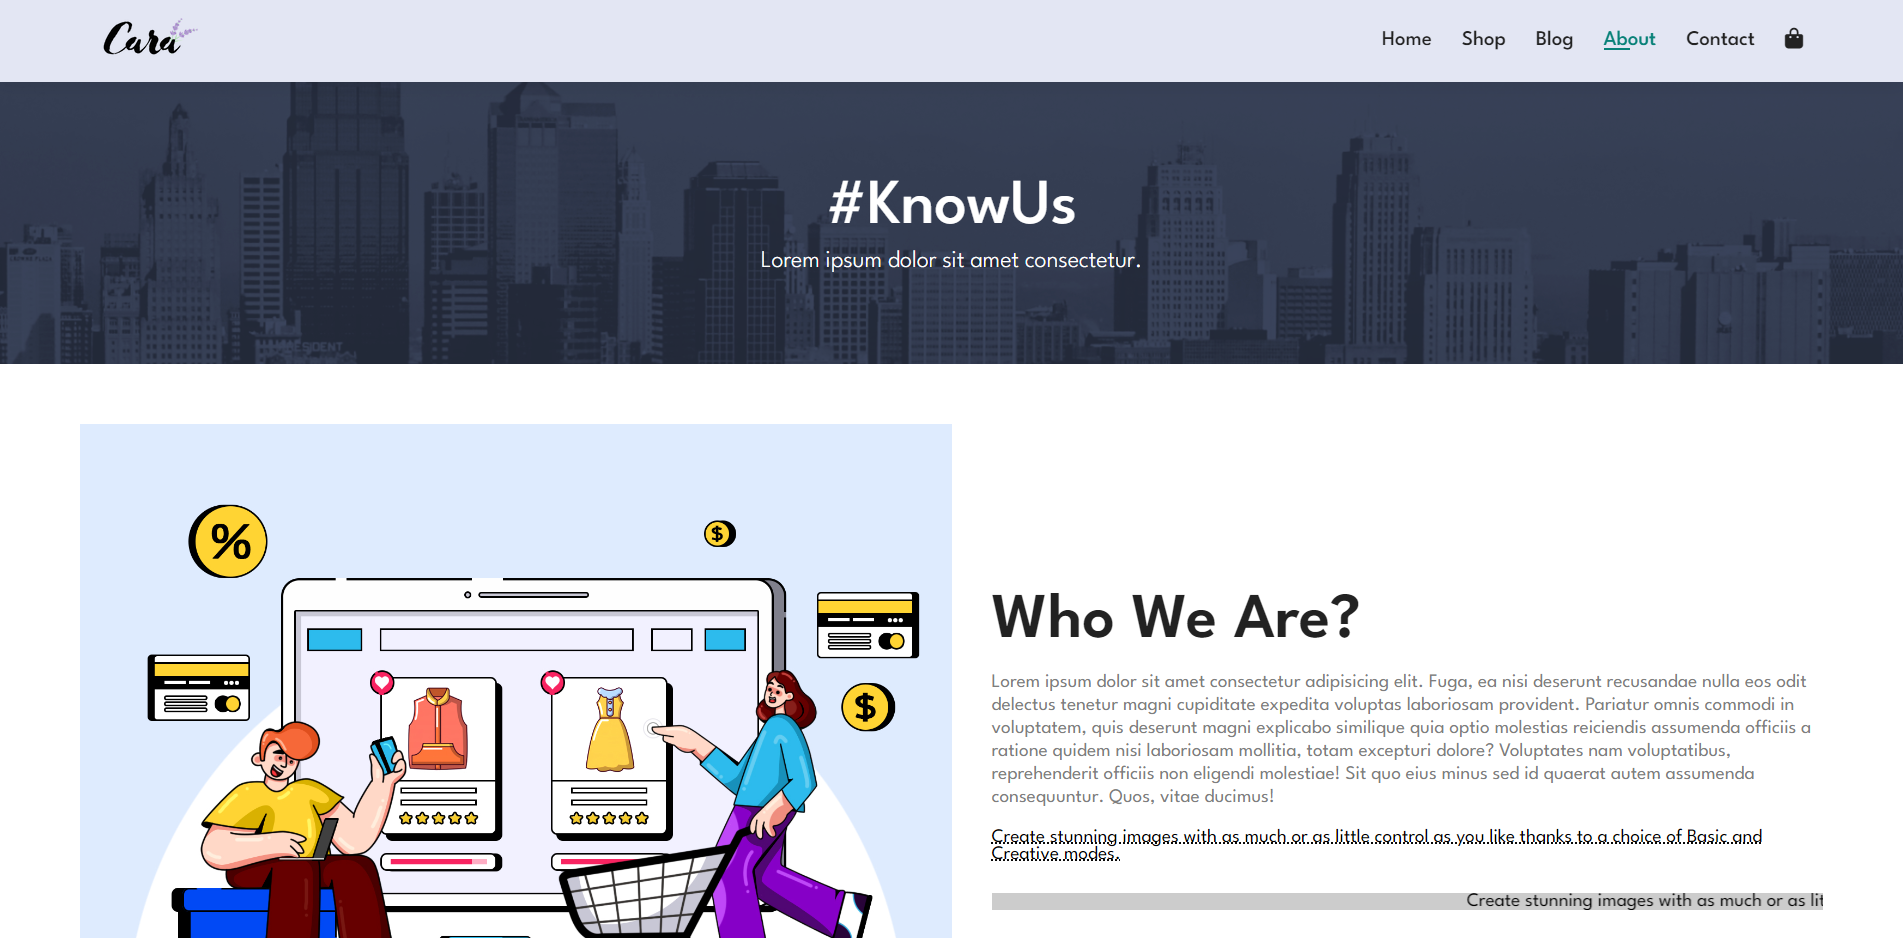 Cara
Home Shop Blog About Contact
#KnowUs
Lorem ipsum dolor sit amet consectetur.
%
$
$
Who We Are?
Lorem ipsum dolor sit amet consectetur adipisicing elit. Fuga, ea nisi deserunt recusandae nulla eos odit
delectus tenetur magni cupiditate expedita voluptas laboriosam provident. Pariatur omnis commodi in
voluptatem, quis deserunt magni explicabo similique quia optio molestias reiciendis assumenda officiis a
ratione quidem nisi laboriosam mollitia, totam excepturi dolore? Voluptates nam voluptatibus,
reprehenderit officiis non eligendi molestiae! Sit quo eius minus sed id quaerat autem assumenda
consequuntur. Quos, vitae ducimus!
Create stunning images with as much or as little control as you like thanks to a choice of Basic and
Creative modes.
Create stunning images with as much or as lit